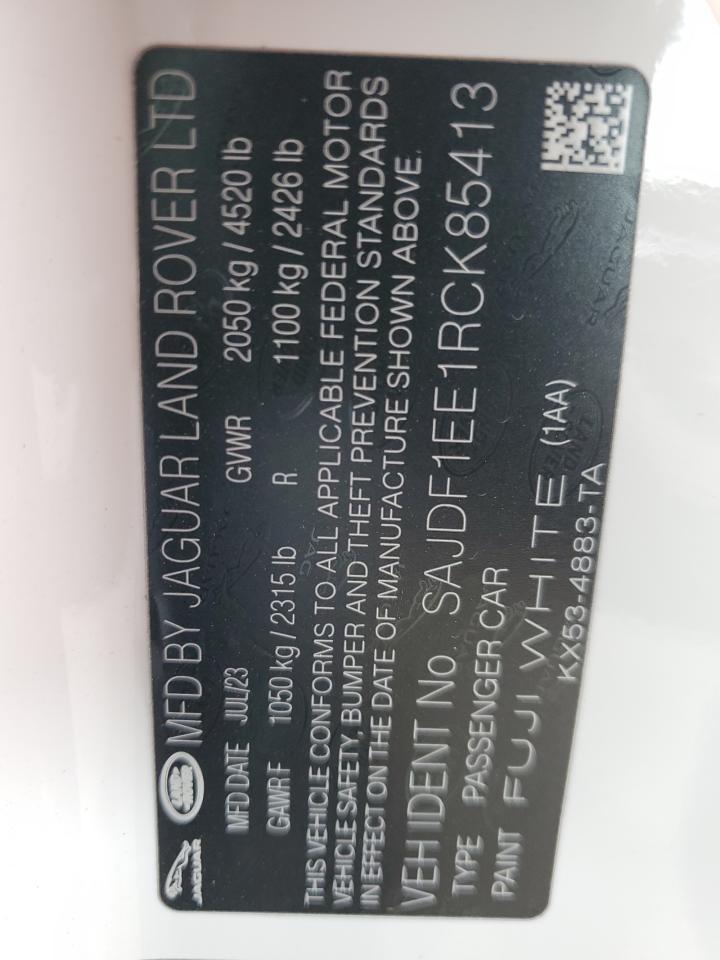 JAGUAR LAND ROVER MFD BY JAGUAR LAND ROVER LTD
MFD DATE JUL/23 GVWR 2050 kg / 4520 lb
GAWR F 1050 kg / 2315 lb R 1100 kg / 2426 lb
THIS VEHICLE CONFORMS TO ALL APPLICABLE FEDERAL MOTOR
VEHICLE SAFETY, BUMPER AND THEFT PREVENTION STANDARDS
IN EFFECT ON THE DATE OF MANUFACTURE SHOWN ABOVE.
VEH IDENT No SAJDF1EE1RCK85413
TYPE PASSENGER CAR
PAINT FUJI WHITE (1AA)
KX53-4883-TA